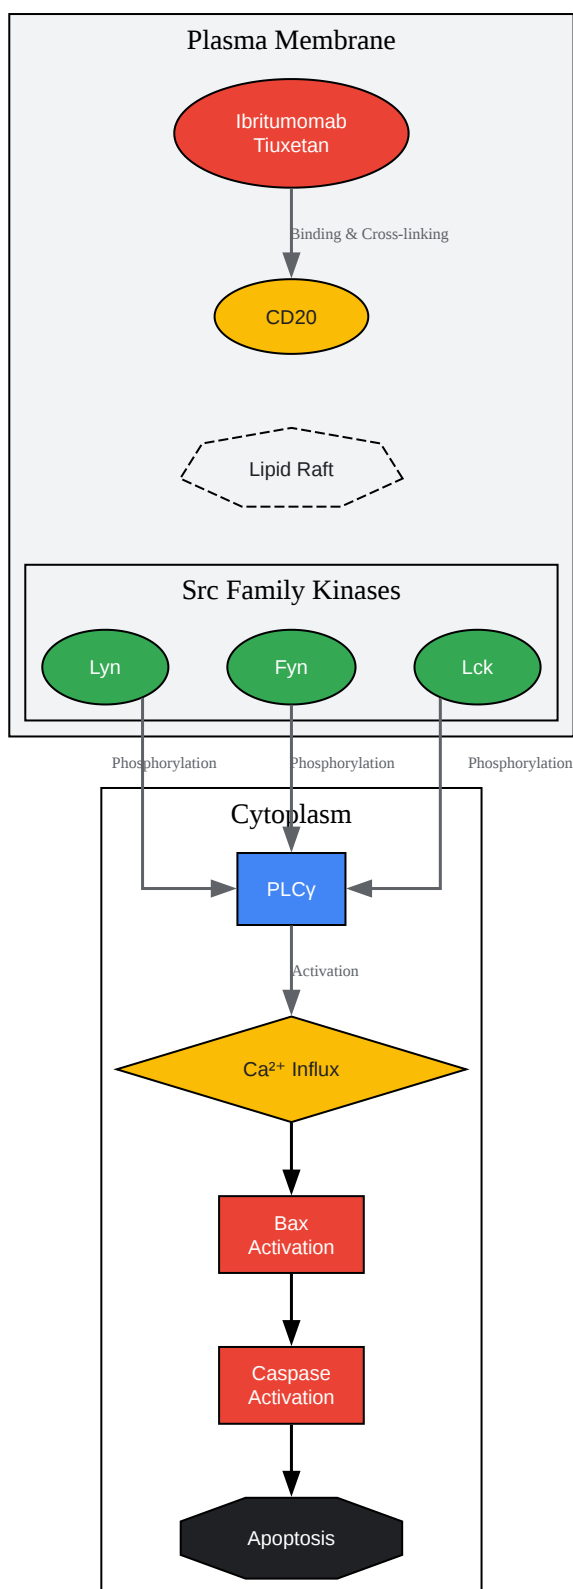 Plasma Membrane
Ibritumomab
Tiuxetan
Binding & Cross-linking
CD20
Lipid Raft
Src Family Kinases
Lyn
Fyn
Lck
Phosphorylation
Phosphorylation
Phosphorylation
Cytoplasm
PLCγ
Activation
Ca²⁺ Influx
Bax
Activation
Caspase
Activation
Apoptosis